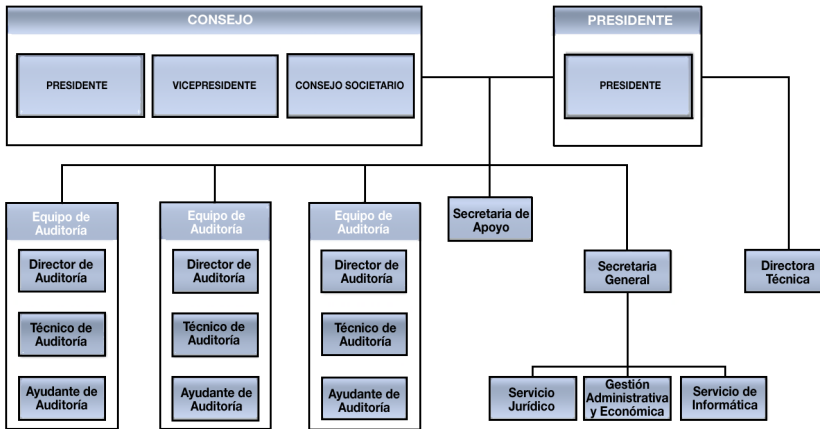 CONSEJO
PRESIDENTE
PRESIDENTE
VICEPRESIDENTE
CONSEJO SOCIETARIO
PRESIDENTE
Equipo de
Auditoría
Director de
Auditoría
Técnico de
Auditoría
Ayudante de
Auditoría
Equipo de
Auditoría
Director de
Auditoría
Técnico de
Auditoría
Ayudante de
Auditoría
Equipo de
Auditoría
Director de
Auditoría
Técnico de
Auditoría
Ayudante de
Auditoría
Secretaria de
Apoyo
Secretaria
General
Directora
Técnica
Servicio
Jurídico
Gestión
Administrativa
y Económica
Servicio de
Informática